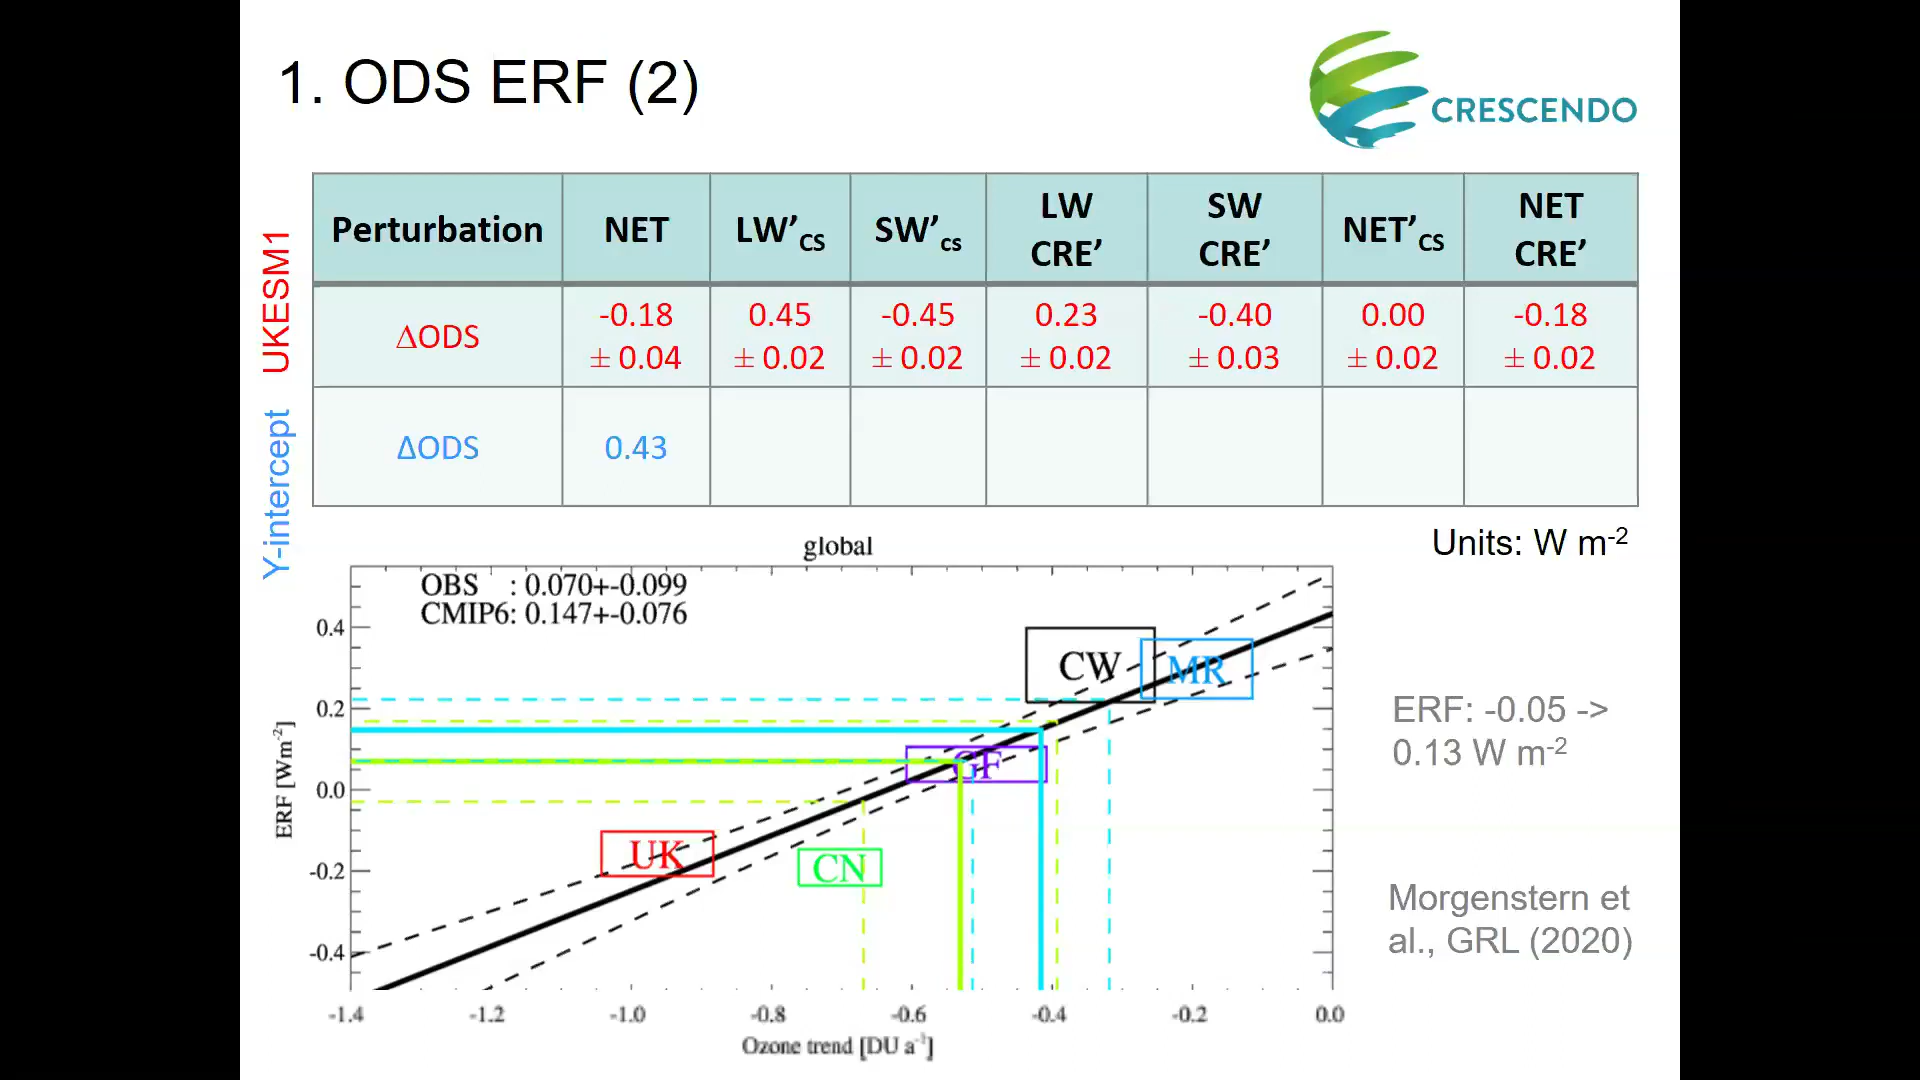 1. ODS ERF (2)
CRESCENDO
UKESM1
Y-intercept
Perturbation NET LW’CS SW’cs LW CRE’ SW CRE’ NET’CS NET CRE’
ΔODS -0.18 ± 0.04 0.45 ± 0.02 -0.45 ± 0.02 0.23 ± 0.02 -0.40 ± 0.03 0.00 ± 0.02 -0.18 ± 0.02
ΔODS 0.43
Units: W m-2
global
OBS : 0.070+-0.099
CMIP6: 0.147+-0.076
0.4
0.2
0.0
-0.2
-0.4
ERF [Wm-2]
CW
MR
GF
UK
CN
-1.4 -1.2 -1.0 -0.8 -0.6 -0.4 -0.2 0.0
Ozone trend [DU a-1]
ERF: -0.05 ->
0.13 W m-2
Morgenstern et
al., GRL (2020)